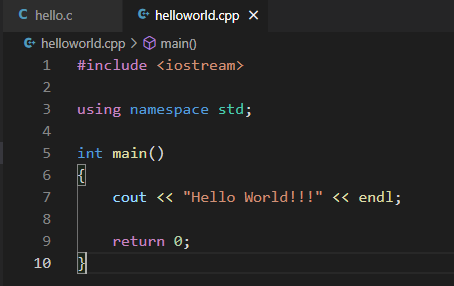 hello.c helloworld.cpp
helloworld.cpp > main()
1 #include <iostream>
2
3 using namespace std;
4
5 int main()
6 {
7     cout << "Hello World!!!" << endl;
8
9     return 0;
10 }